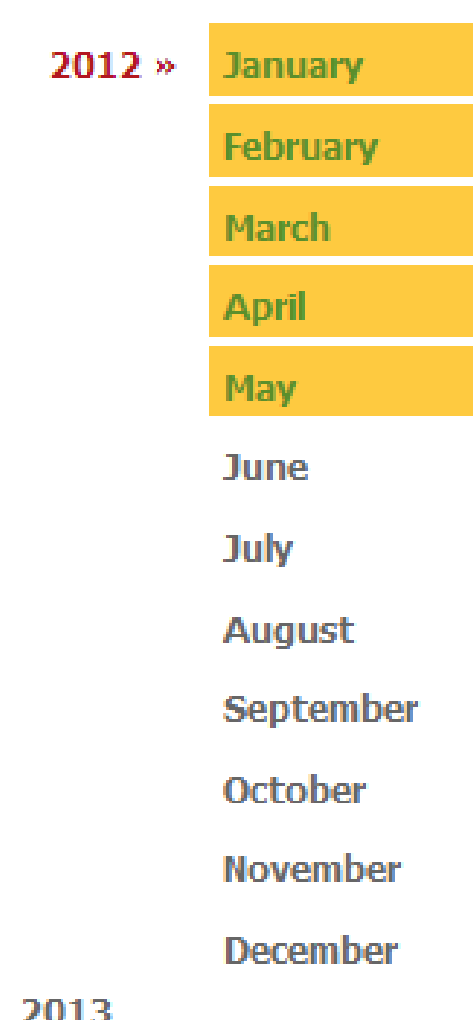 2012 » January
February
March
April
May
June
July
August
September
October
November
December
2013